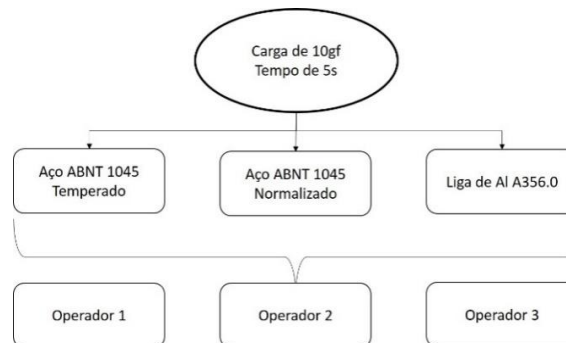 Carga de 10gf
Tempo de 5s
Aço ABNT 1045
Temperado
Aço ABNT 1045
Normalizado
Liga de Al A356.0
Operador 1
Operador 2
Operador 3